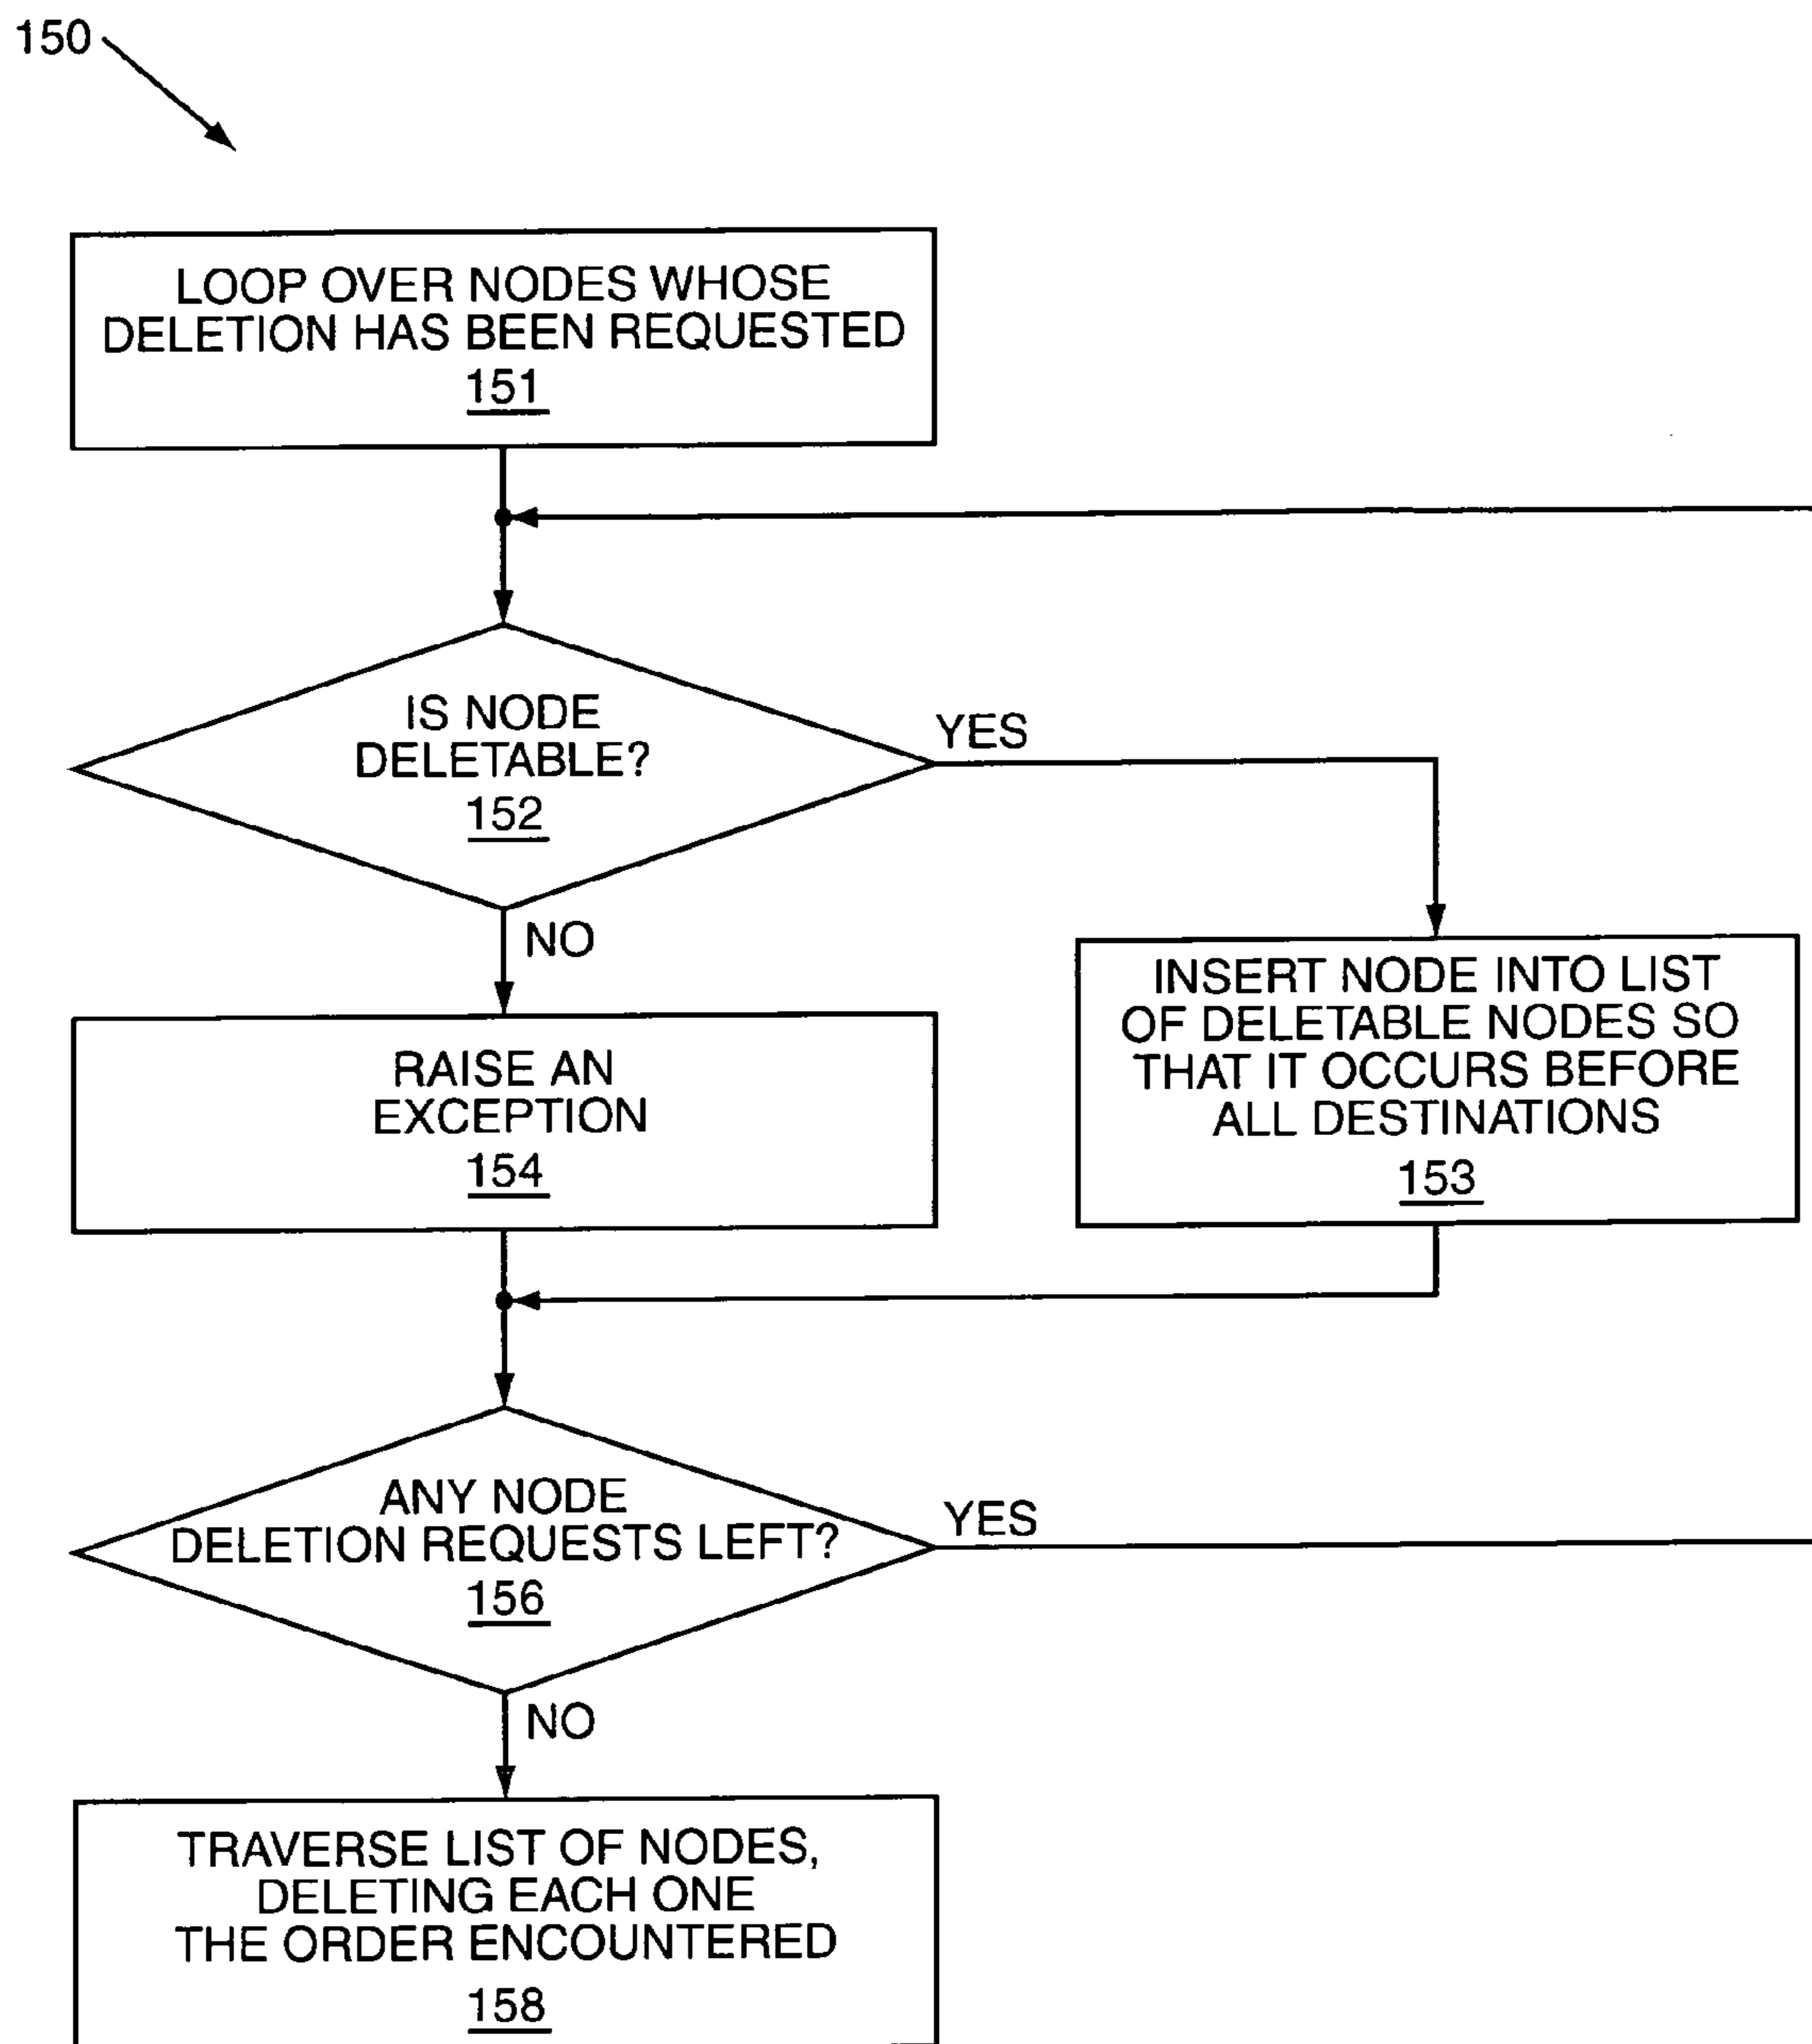 150
LOOP OVER NODES WHOSE
DELETION HAS BEEN REQUESTED
151
IS NODE
DELETABLE?
152
YES
NO
INSERT NODE INTO LIST
OF DELETABLE NODES SO
THAT IT OCCURS BEFORE
ALL DESTINATIONS
153
RAISE AN
EXCEPTION
154
ANY NODE
DELETION REQUESTS LEFT?
156
YES
NO
TRAVERSE LIST OF NODES,
DELETING EACH ONE
THE ORDER ENCOUNTERED
158